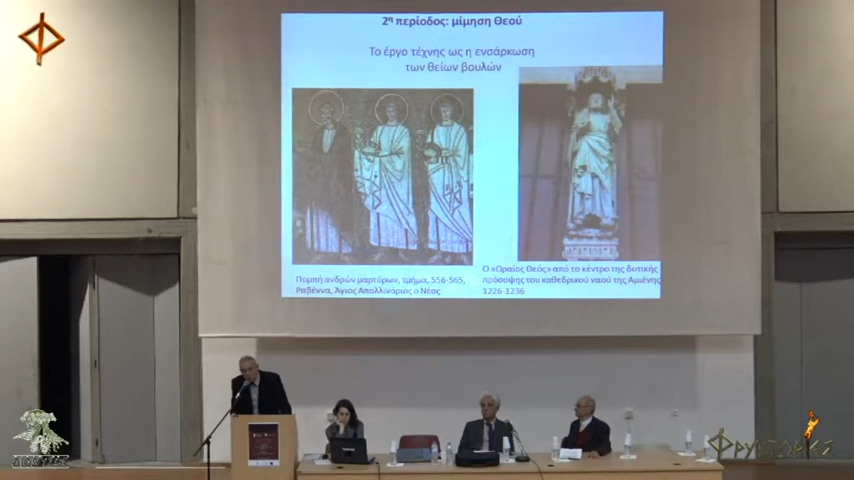 2η περίοδος: μίμηση Θεού
Το έργο τέχνης ως η ενσάρκωση
των θείων βουλών
Πομπή ανδρών μαρτύρων, τμήμα, 556-565,
Ραβέννα, Άγιος Απολλινάριος ο Νέος
Ο «Ωραίος Θεός» από το κέντρο της δυτικής
πρόσοψης του καθεδρικού ναού της Αμιένης
1226-1236
Φρυκτωρίες